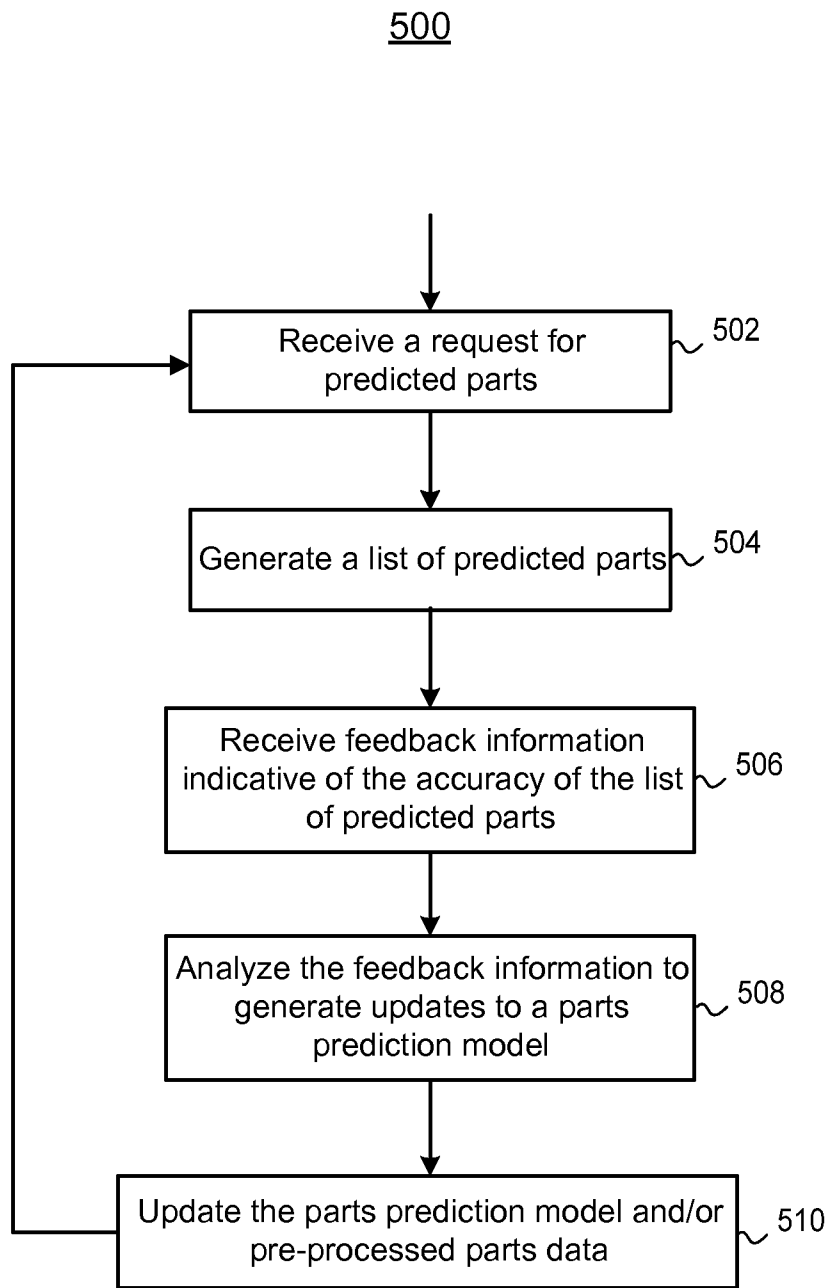 500
Receive a request for
predicted parts
502
Generate a list of predicted parts
504
Receive feedback information
indicative of the accuracy of the list
of predicted parts
506
Analyze the feedback information to
generate updates to a parts
prediction model
508
Update the parts prediction model and/or
pre-processed parts data
510